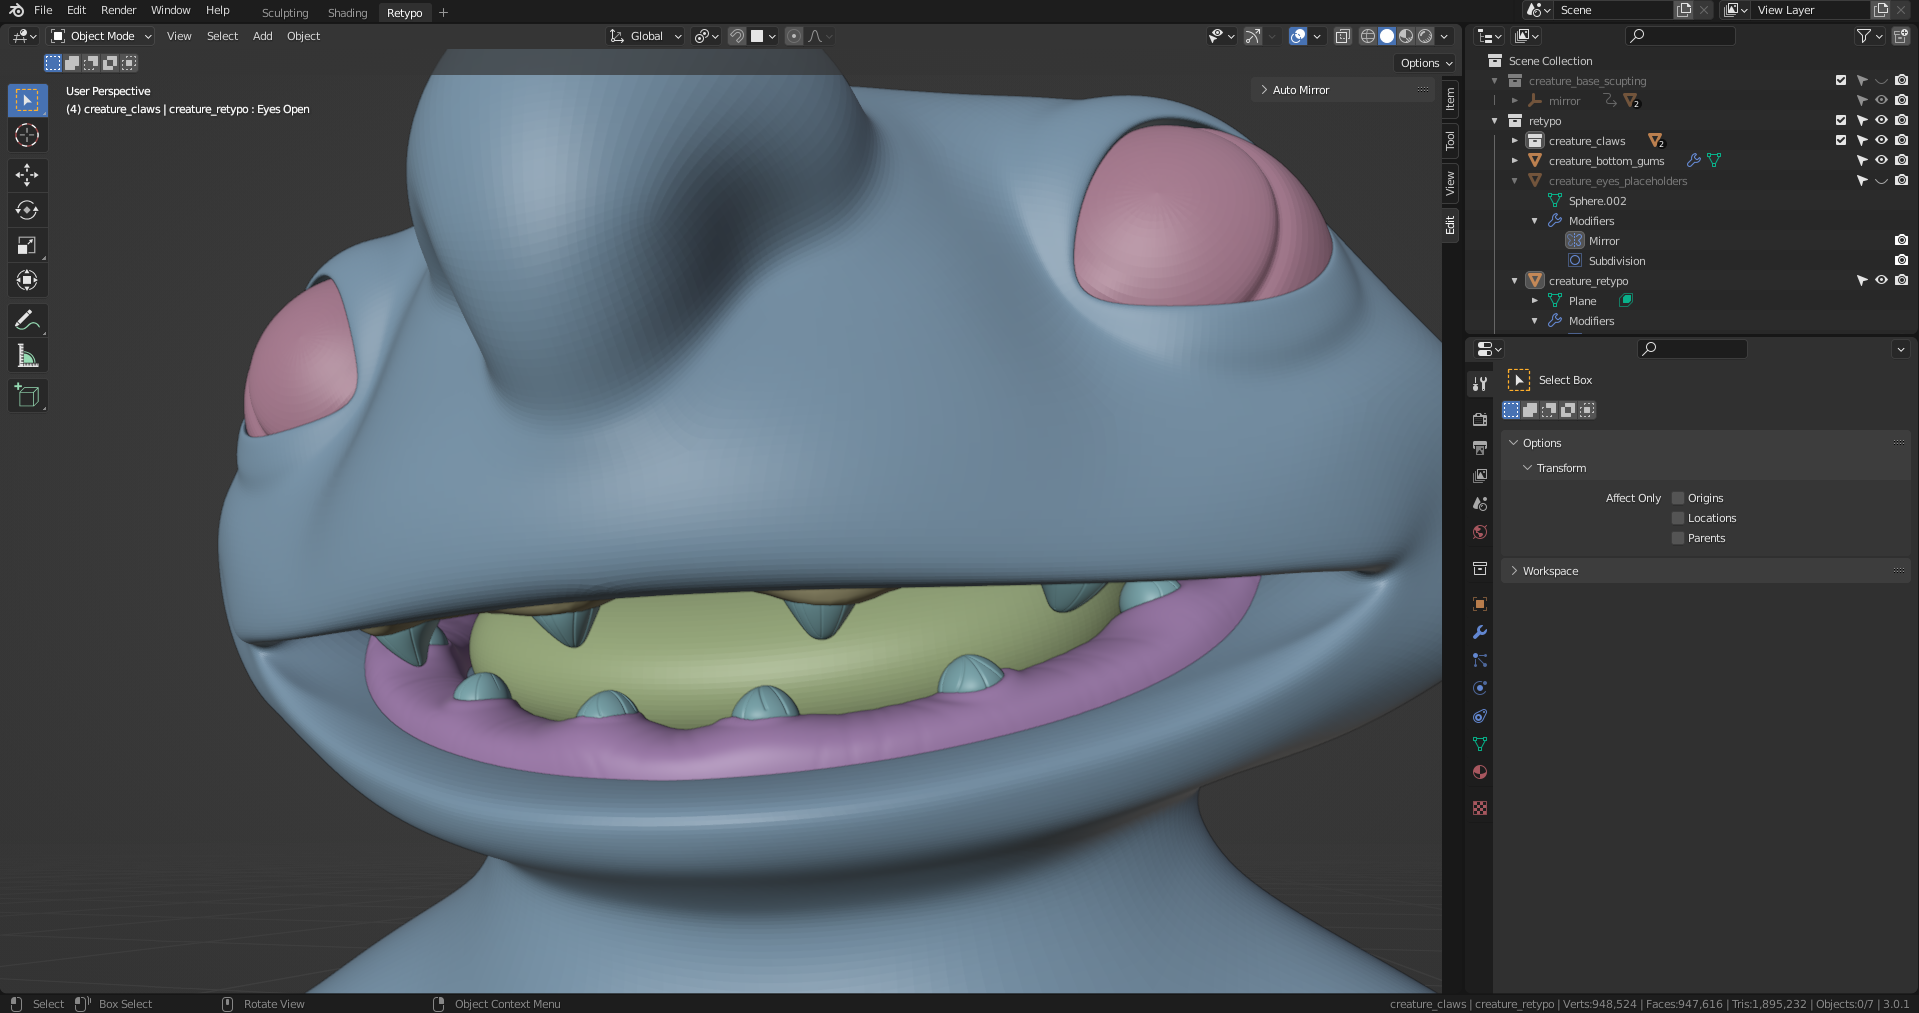 File Edit Render Window Help Sculpting Shading Retypo + Scene View Layer
Object Mode View Select Add Object Global
Options
User Perspective
(4) creature_claws | creature_retypo : Eyes Open
Auto Mirror
Item
Tool
View
Edit
Scene Collection
creature_base_scupting
mirror 2
retypo
creature_claws 2
creature_bottom_gums
creature_eyes_placeholders
Sphere.002
Modifiers
Mirror
Subdivision
creature_retypo
Plane
Modifiers
Select Box
Options
Transform
Affect Only Origins
Locations
Parents
Workspace
Select Box Select Rotate View Object Context Menu creature_claws | creature_retypo | Verts:948,524 | Faces:947,616 | Tris:1,895,232 | Objects:0/7 | 3.0.1